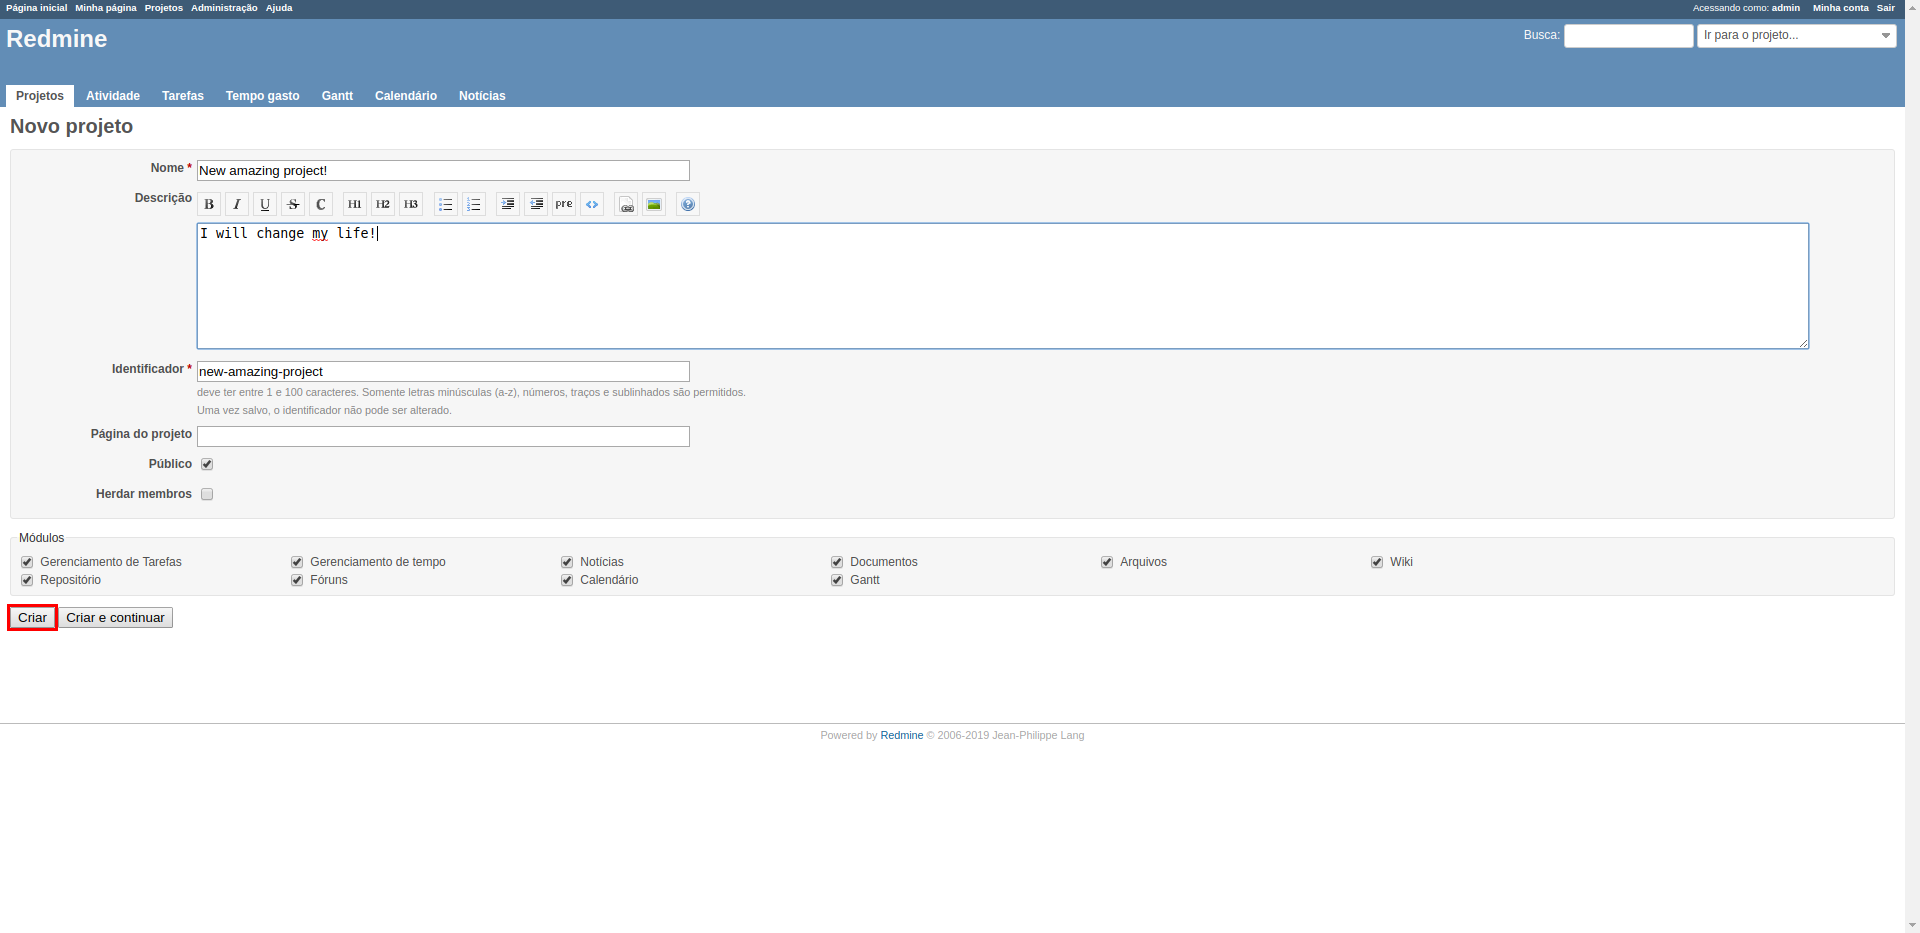 Página inicial Minha página Projetos Administração Ajuda Acessando como: admin Minha conta Sair
Redmine
Busca: Ir para o projeto...
Projetos Atividade Tarefas Tempo gasto Gantt Calendário Notícias
Novo projeto
Nome * New amazing project!
Descrição B I U S C H1 H2 H3 pre <> ?
I will change my life!
Identificador * new-amazing-project
deve ter entre 1 e 100 caracteres. Somente letras minúsculas (a-z), números, traços e sublinhados são permitidos.
Uma vez salvo, o identificador não pode ser alterado.
Página do projeto
Público
Herdar membros
Módulos
Gerenciamento de Tarefas Gerenciamento de tempo Notícias Documentos Arquivos Wiki
Repositório Fóruns Calendário Gantt
Criar Criar e continuar
Powered by Redmine © 2006-2019 Jean-Philippe Lang